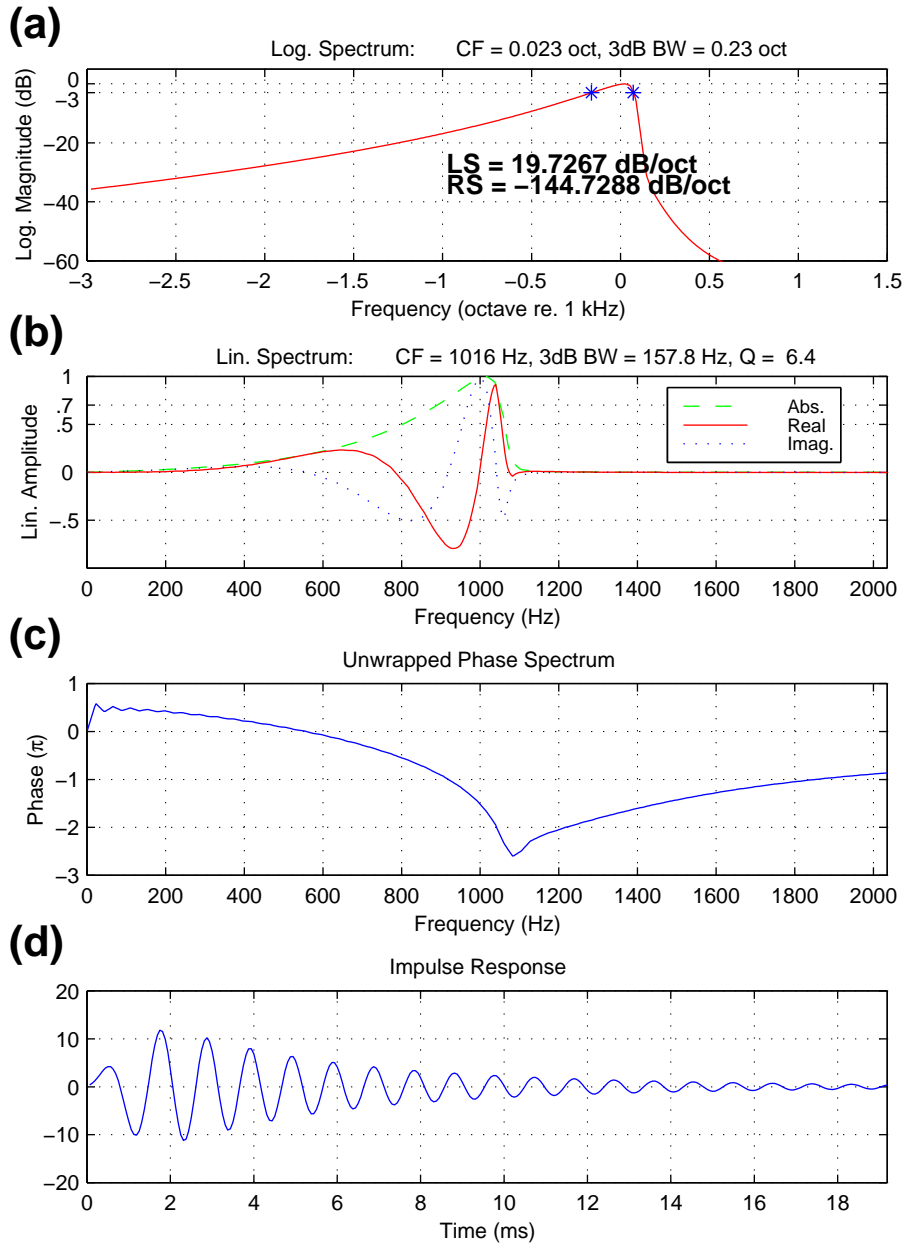 (a)
Log. Spectrum: CF = 0.023 oct, 3dB BW = 0.23 oct
0
−3
−20
−40
−60
Log. Magnitude (dB)
LS = 19.7267 dB/oct
RS = −144.7288 dB/oct
−3 −2.5 −2 −1.5 −1 −0.5 0 0.5 1 1.5
Frequency (octave re. 1 kHz)
(b)
Lin. Spectrum: CF = 1016 Hz, 3dB BW = 157.8 Hz, Q = 6.4
1
.7
.5
0
−.5
Lin. Amplitude
Abs.
Real
Imag.
0 200 400 600 800 1000 1200 1400 1600 1800 2000
Frequency (Hz)
(c)
Unwrapped Phase Spectrum
1
0
−1
−2
−3
Phase (π)
0 200 400 600 800 1000 1200 1400 1600 1800 2000
Frequency (Hz)
(d)
Impulse Response
20
10
0
−10
−20
0 2 4 6 8 10 12 14 16 18
Time (ms)